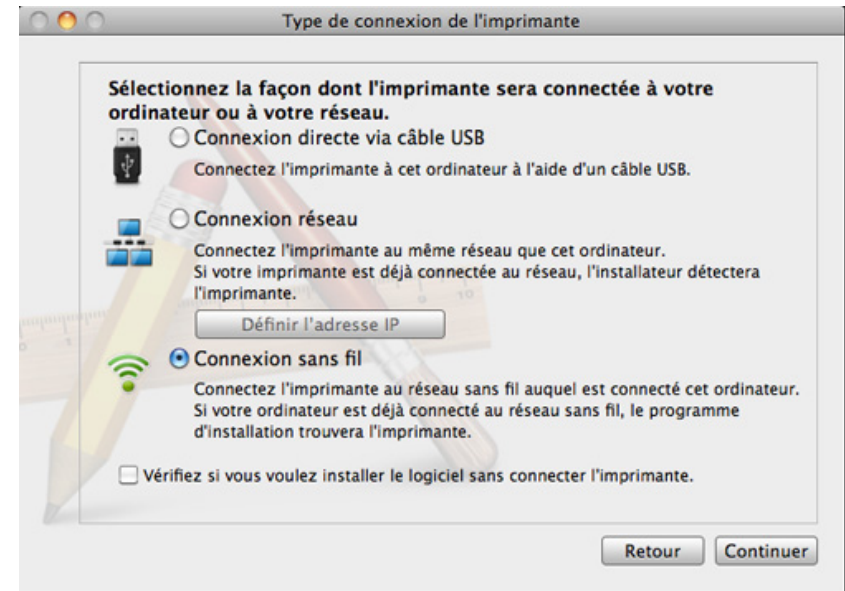 Type de connexion de l'imprimante
Sélectionnez la façon dont l'imprimante sera connectée à votre
ordinateur ou à votre réseau.
Connexion directe via câble USB
Connectez l'imprimante à cet ordinateur à l'aide d'un câble USB.
Connexion réseau
Connectez l'imprimante au même réseau que cet ordinateur.
Si votre imprimante est déjà connectée au réseau, l'installateur détectera
l'imprimante.
Définir l'adresse IP
Connexion sans fil
Connectez l'imprimante au réseau sans fil auquel est connecté cet ordinateur.
Si votre ordinateur est déjà connecté au réseau sans fil, le programme
d'installation trouvera l'imprimante.
Vérifiez si vous voulez installer le logiciel sans connecter l'imprimante.
Retour
Continuer